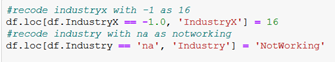 #recode industryx with -1 as 16
df.loc[df.IndustryX == -1.0, 'IndustryX'] = 16
#recode industry with na as notworking
df.loc[df.Industry == 'na', 'Industry'] = 'NotWorking'